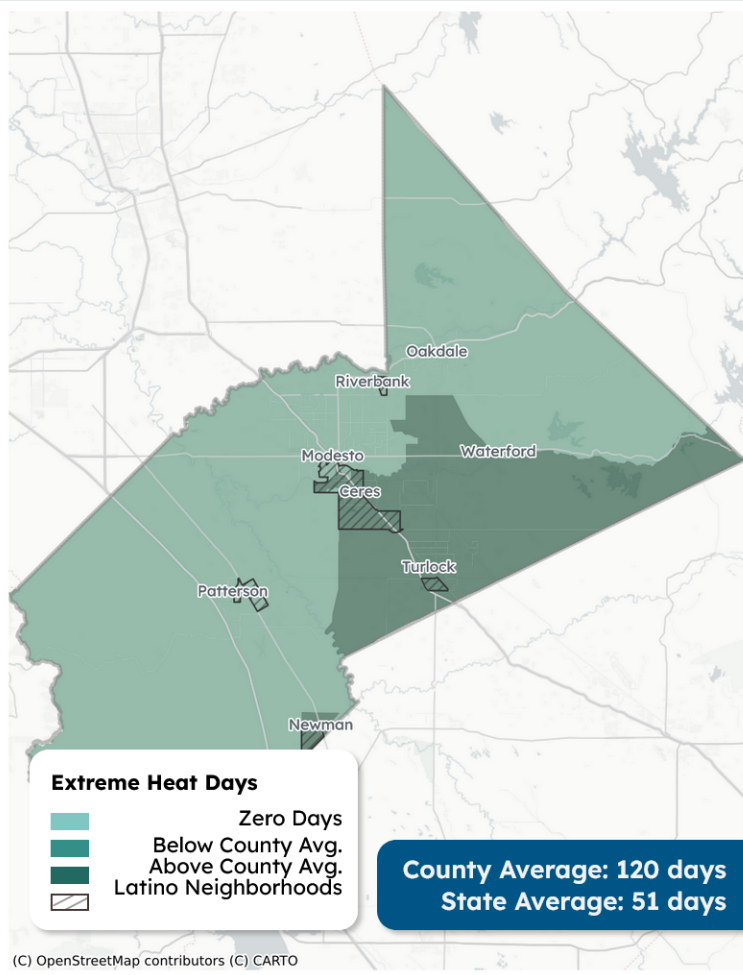 Oakdale
Riverbank
Modesto
Waterford
Ceres
Turlock
Patterson
Newman
Extreme Heat Days
Zero Days
Below County Avg.
Above County Avg.
Latino Neighborhoods
County Average: 120 days
State Average: 51 days
(C) OpenStreetMap contributors (C) CARTO